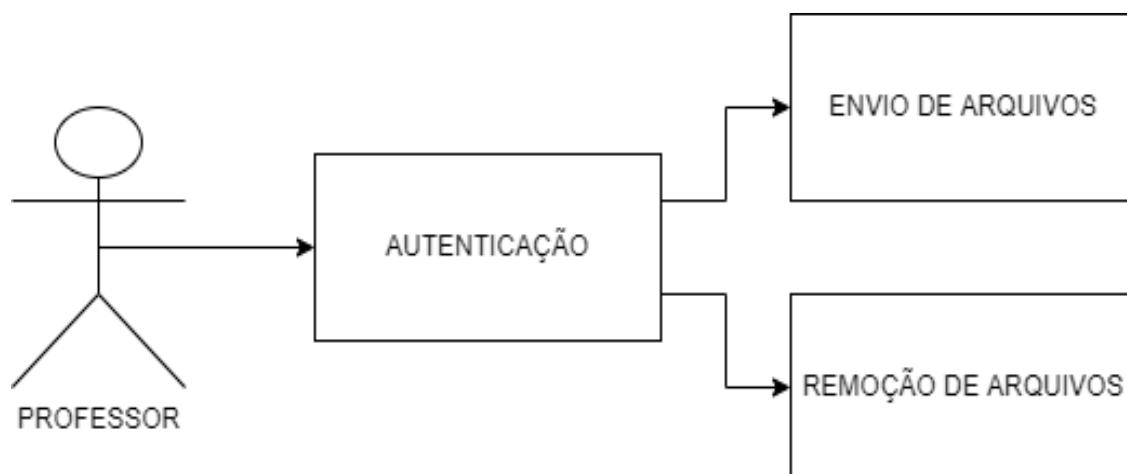 ENVIO DE ARQUIVOS
AUTENTICAÇÃO
REMOÇÃO DE ARQUIVOS
PROFESSOR